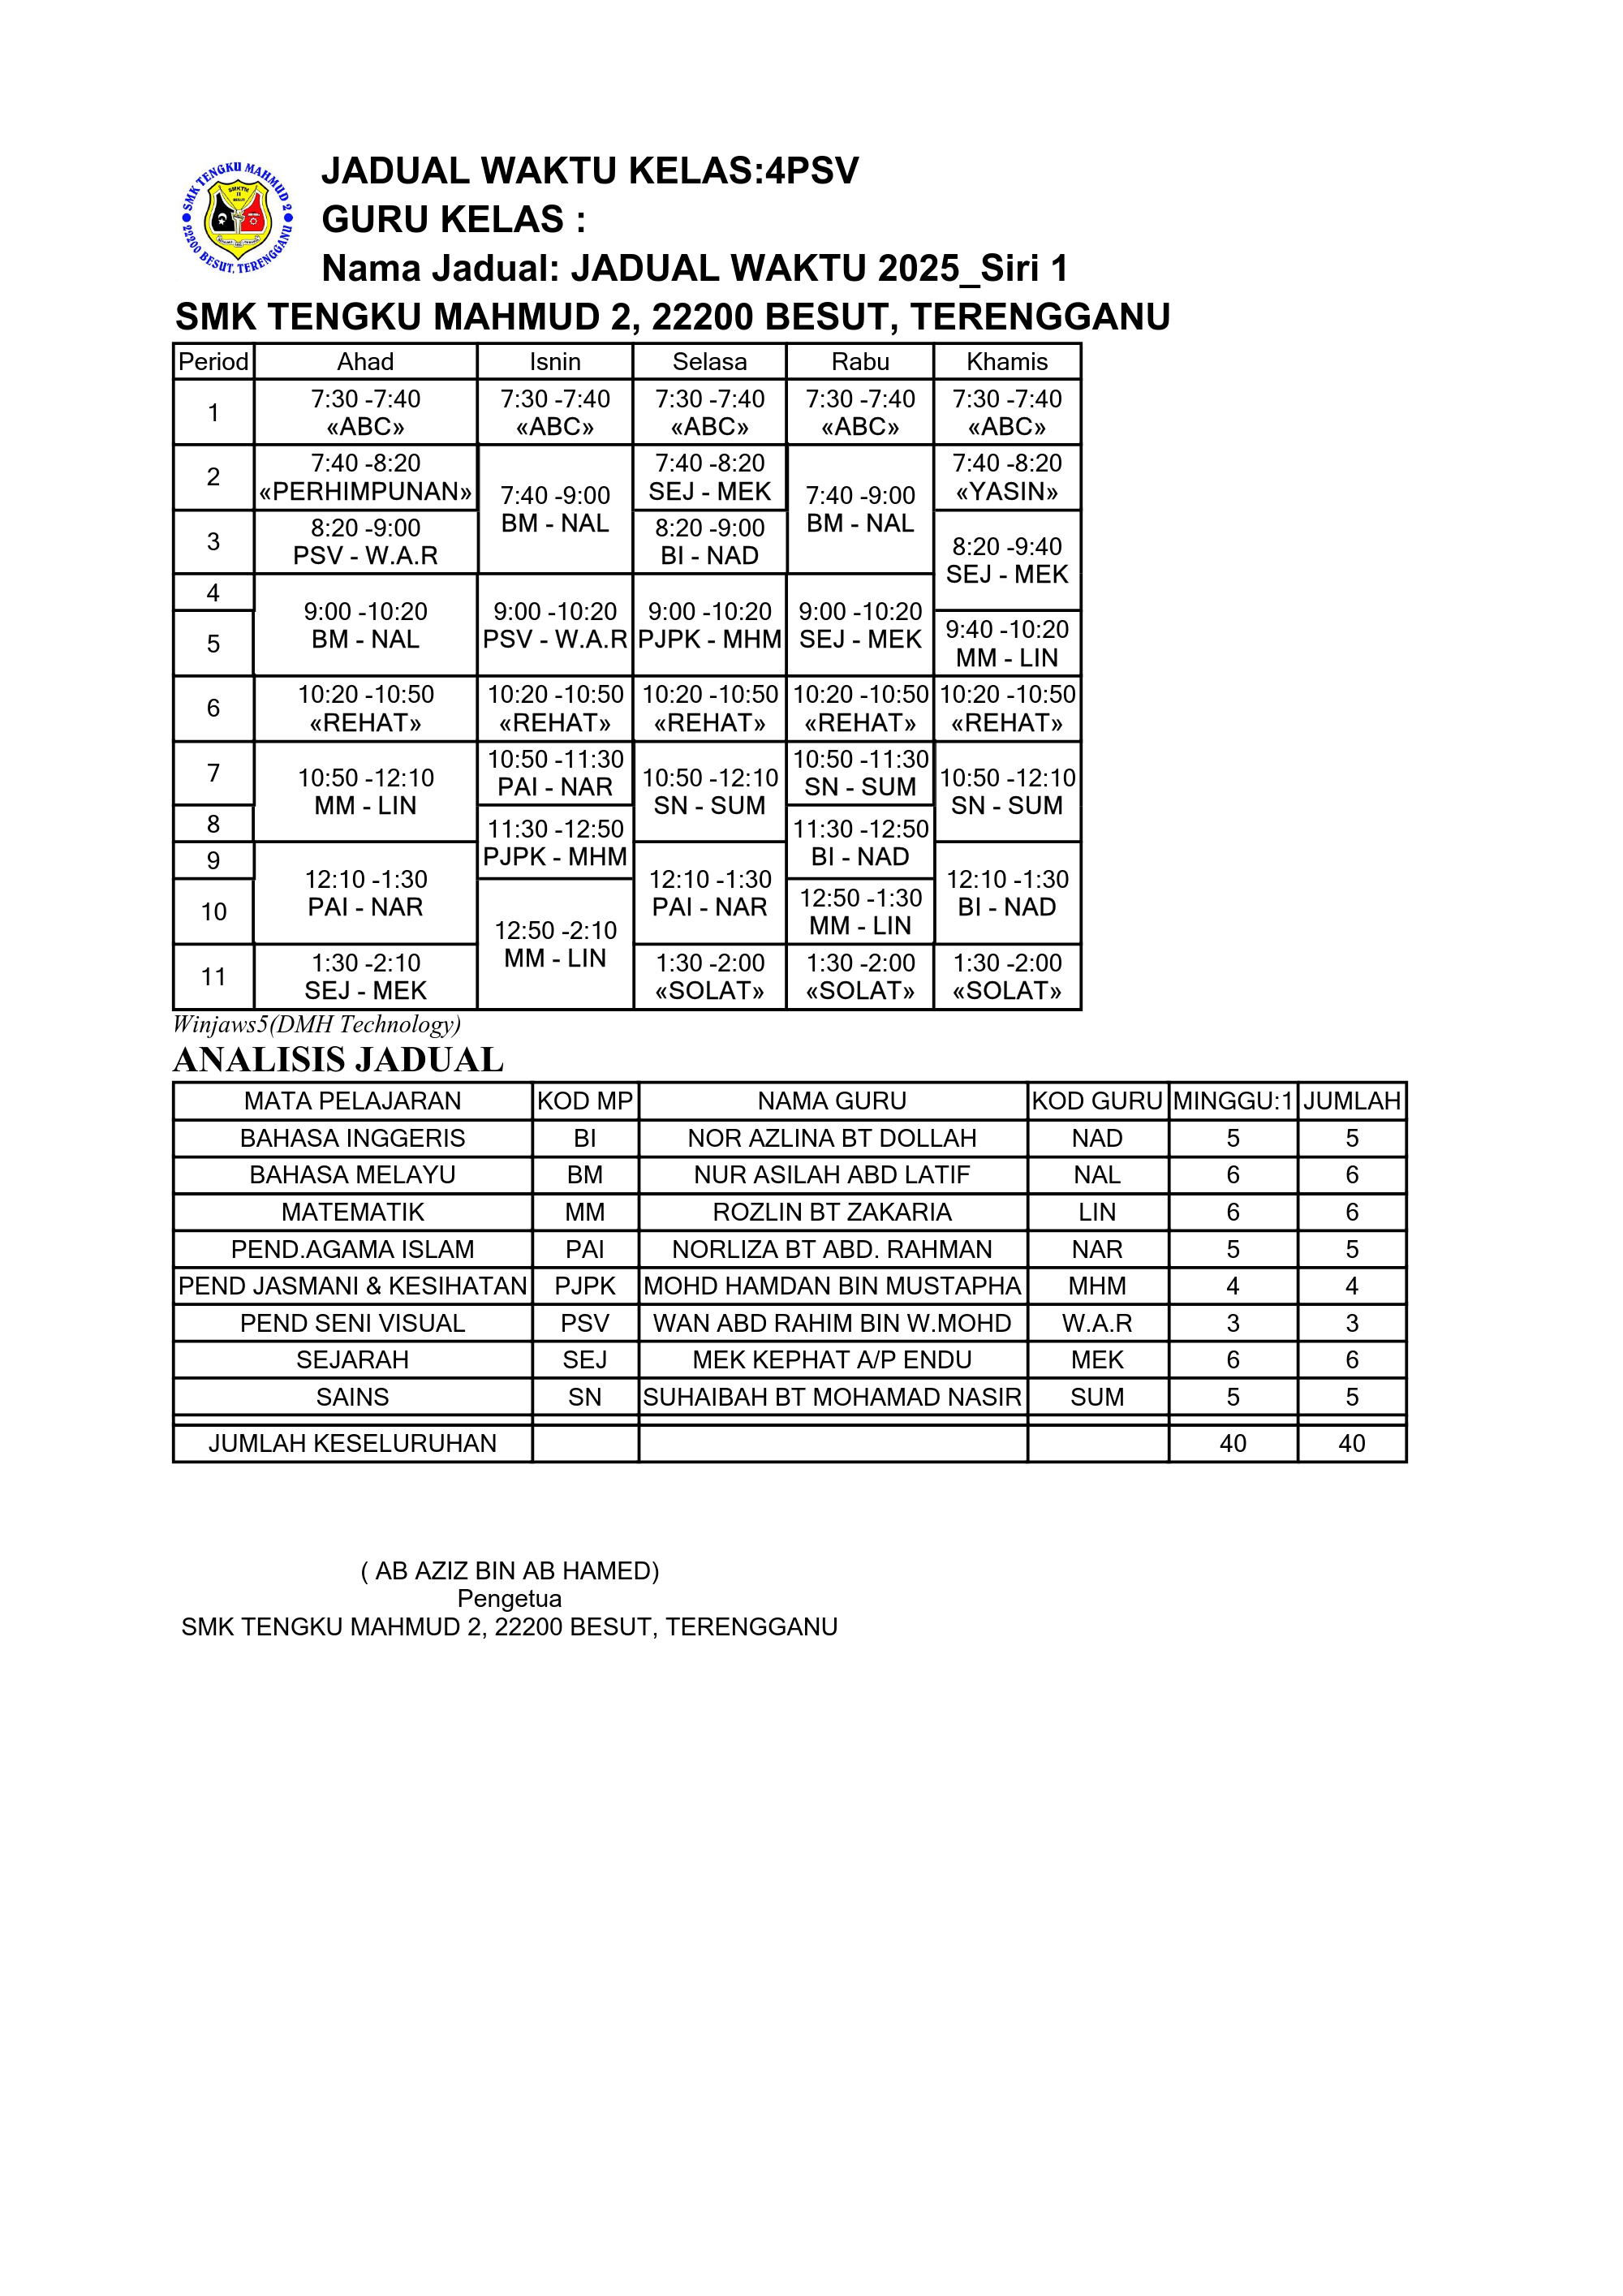 SMK TENGKU MAHMUD 2
22200 BESUT, TERENGGANU
JADUAL WAKTU KELAS:4PSV
GURU KELAS :
Nama Jadual: JADUAL WAKTU 2025_Siri 1
SMK TENGKU MAHMUD 2, 22200 BESUT, TERENGGANU
Period Ahad Isnin Selasa Rabu Khamis
1
7:30 -7:40 7:30 -7:40 7:30 -7:40 7:30 -7:40 7:30 -7:40
«ABC» «ABC» «ABC» «ABC» «ABC»
2
7:40 -8:20
«PERHIMPUNAN»
7:40 -9:00
BM - NAL
7:40 -8:20
SEJ - MEK
7:40 -9:00
BM - NAL
7:40 -8:20
«YASIN»
3
8:20 -9:00
PSV - W.A.R
8:20 -9:00
BI - NAD
8:20 -9:40
SEJ - MEK
4
9:00 -10:20
BM - NAL
9:00 -10:20
PSV - W.A.R
9:00 -10:20
PJPK - MHM
9:00 -10:20
SEJ - MEK
5
9:40 -10:20
MM - LIN
6
10:20 -10:50 10:20 -10:50 10:20 -10:50 10:20 -10:50 10:20 -10:50
«REHAT» «REHAT» «REHAT» «REHAT» «REHAT»
7
10:50 -12:10
MM - LIN
10:50 -11:30
PAI - NAR
10:50 -12:10
SN - SUM
10:50 -11:30
SN - SUM
10:50 -12:10
SN - SUM
8
11:30 -12:50
PJPK - MHM
11:30 -12:50
BI - NAD
9
12:10 -1:30
PAI - NAR
12:10 -1:30
PAI - NAR
12:10 -1:30
BI - NAD
10
12:50 -2:10
MM - LIN
12:50 -1:30
MM - LIN
11
1:30 -2:10
SEJ - MEK
1:30 -2:00
«SOLAT»
1:30 -2:00
«SOLAT»
1:30 -2:00
«SOLAT»
Winjaws5(DMH Technology)
ANALISIS JADUAL
MATA PELAJARAN KOD MP NAMA GURU KOD GURU MINGGU:1 JUMLAH
BAHASA INGGERIS BI NOR AZLINA BT DOLLAH NAD 5 5
BAHASA MELAYU BM NUR ASILAH ABD LATIF NAL 6 6
MATEMATIK MM ROZLIN BT ZAKARIA LIN 6 6
PEND.AGAMA ISLAM PAI NORLIZA BT ABD. RAHMAN NAR 5 5
PEND JASMANI & KESIHATAN PJPK MOHD HAMDAN BIN MUSTAPHA MHM 4 4
PEND SENI VISUAL PSV WAN ABD RAHIM BIN W.MOHD W.A.R 3 3
SEJARAH SEJ MEK KEPHAT A/P ENDU MEK 6 6
SAINS SN SUHAIBAH BT MOHAMAD NASIR SUM 5 5
JUMLAH KESELURUHAN 40 40
( AB AZIZ BIN AB HAMED)
Pengetua
SMK TENGKU MAHMUD 2, 22200 BESUT, TERENGGANU